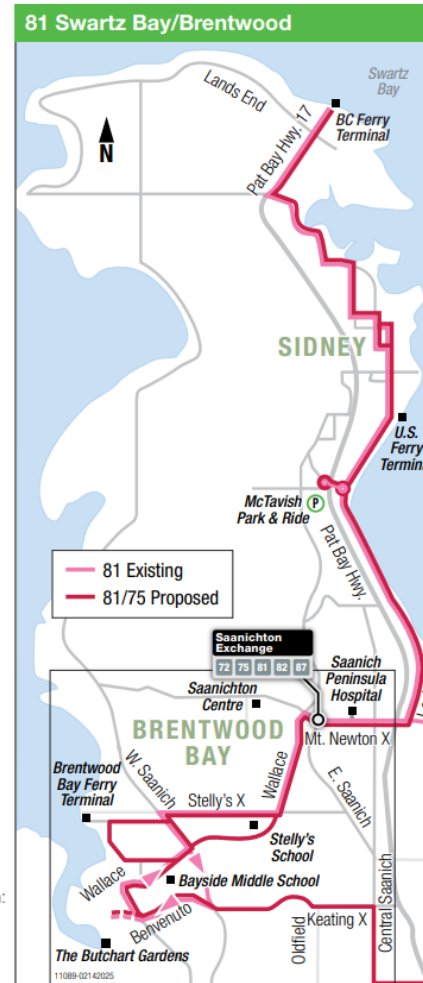 81 Swartz Bay/Brentwood
Lands End
Swartz
Bay
BC Ferry
Terminal
Pat Bay Hwy. 17
N
SIDNEY
U.S.
Ferry
McTavish
Park & Ride
P
Pat Bay Hwy.
81 Existing
81/75 Proposed
Saanichton
Exchange
72 75 81 82 87
Saanich
Peninsula
Hospital
Saanichton
Centre
BRENTWOOD
BAY
Mt. Newton X
Wallace
W. Saanich
E. Saanich
Brentwood
Bay Ferry
Terminal
Stelly's X
Stelly's
School
Wallace
Bayside Middle School
Benvenuto
Oldfield
Keating X
Central Saanich
The Butchart Gardens
11089-02142025